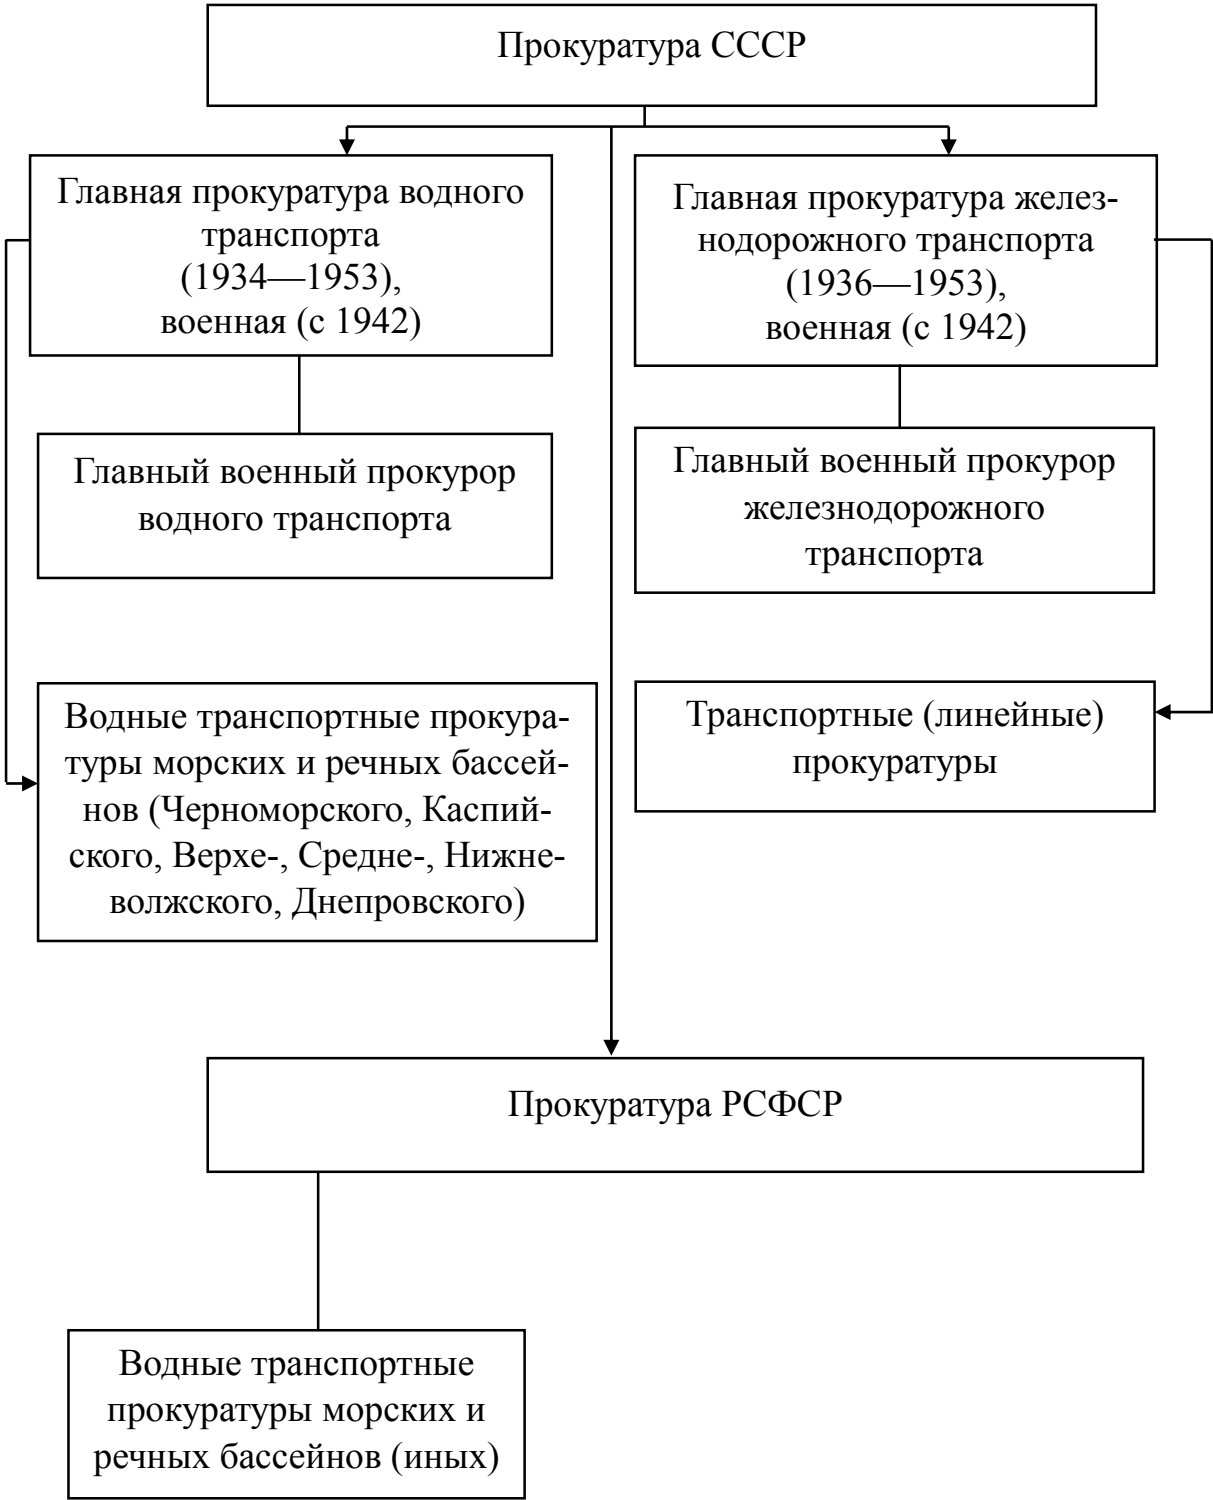 Прокуратура СССР
Главная прокуратура водного
транспорта
(1934—1953),
военная (с 1942)
Главная прокуратура желез-
нодорожного транспорта
(1936—1953),
военная (с 1942)
Главный военный прокурор
водного транспорта
Главный военный прокурор
железнодорожного
транспорта
Водные транспортные прокура-
туры морских и речных бассей-
нов (Черноморского, Каспий-
ского, Верхе-, Средне-, Нижне-
волжского, Днепровского)
Транспортные (линейные)
прокуратуры
Прокуратура РСФСР
Водные транспортные
прокуратуры морских и
речных бассейнов (иных)